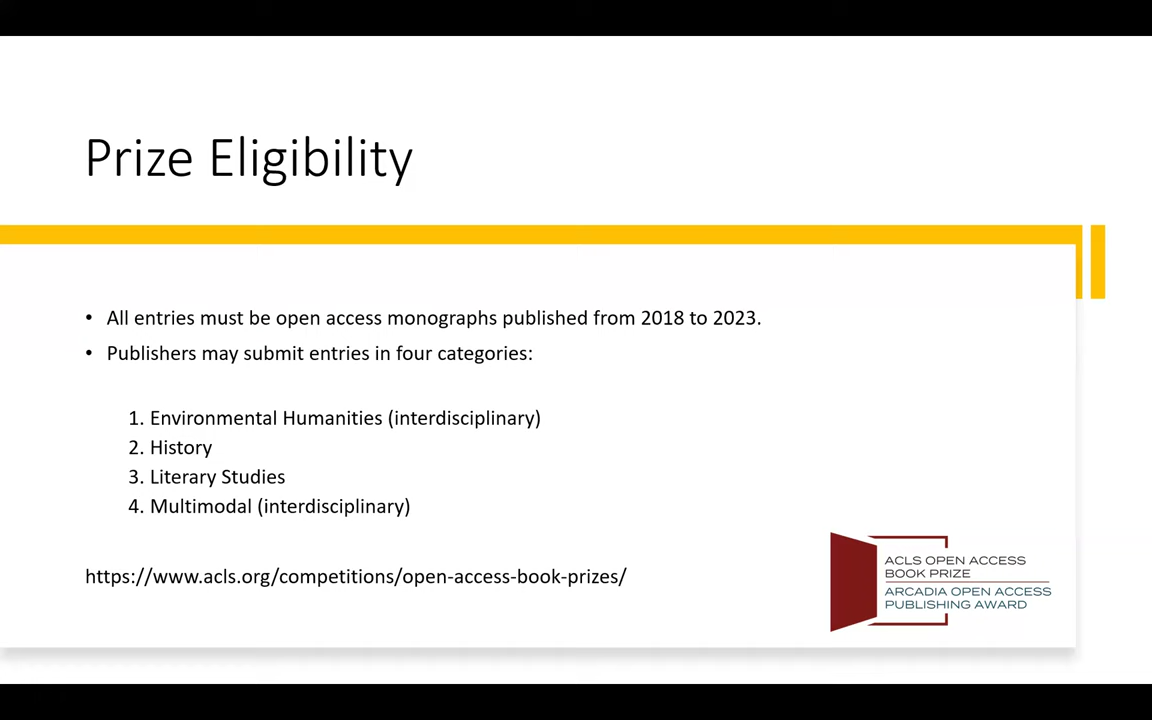 Prize Eligibility
• All entries must be open access monographs published from 2018 to 2023.
• Publishers may submit entries in four categories:
1. Environmental Humanities (interdisciplinary)
2. History
3. Literary Studies
4. Multimodal (interdisciplinary)
https://www.acls.org/competitions/open-access-book-prizes/
ACLS OPEN ACCESS
BOOK PRIZE
ARCADIA OPEN ACCESS
PUBLISHING AWARD